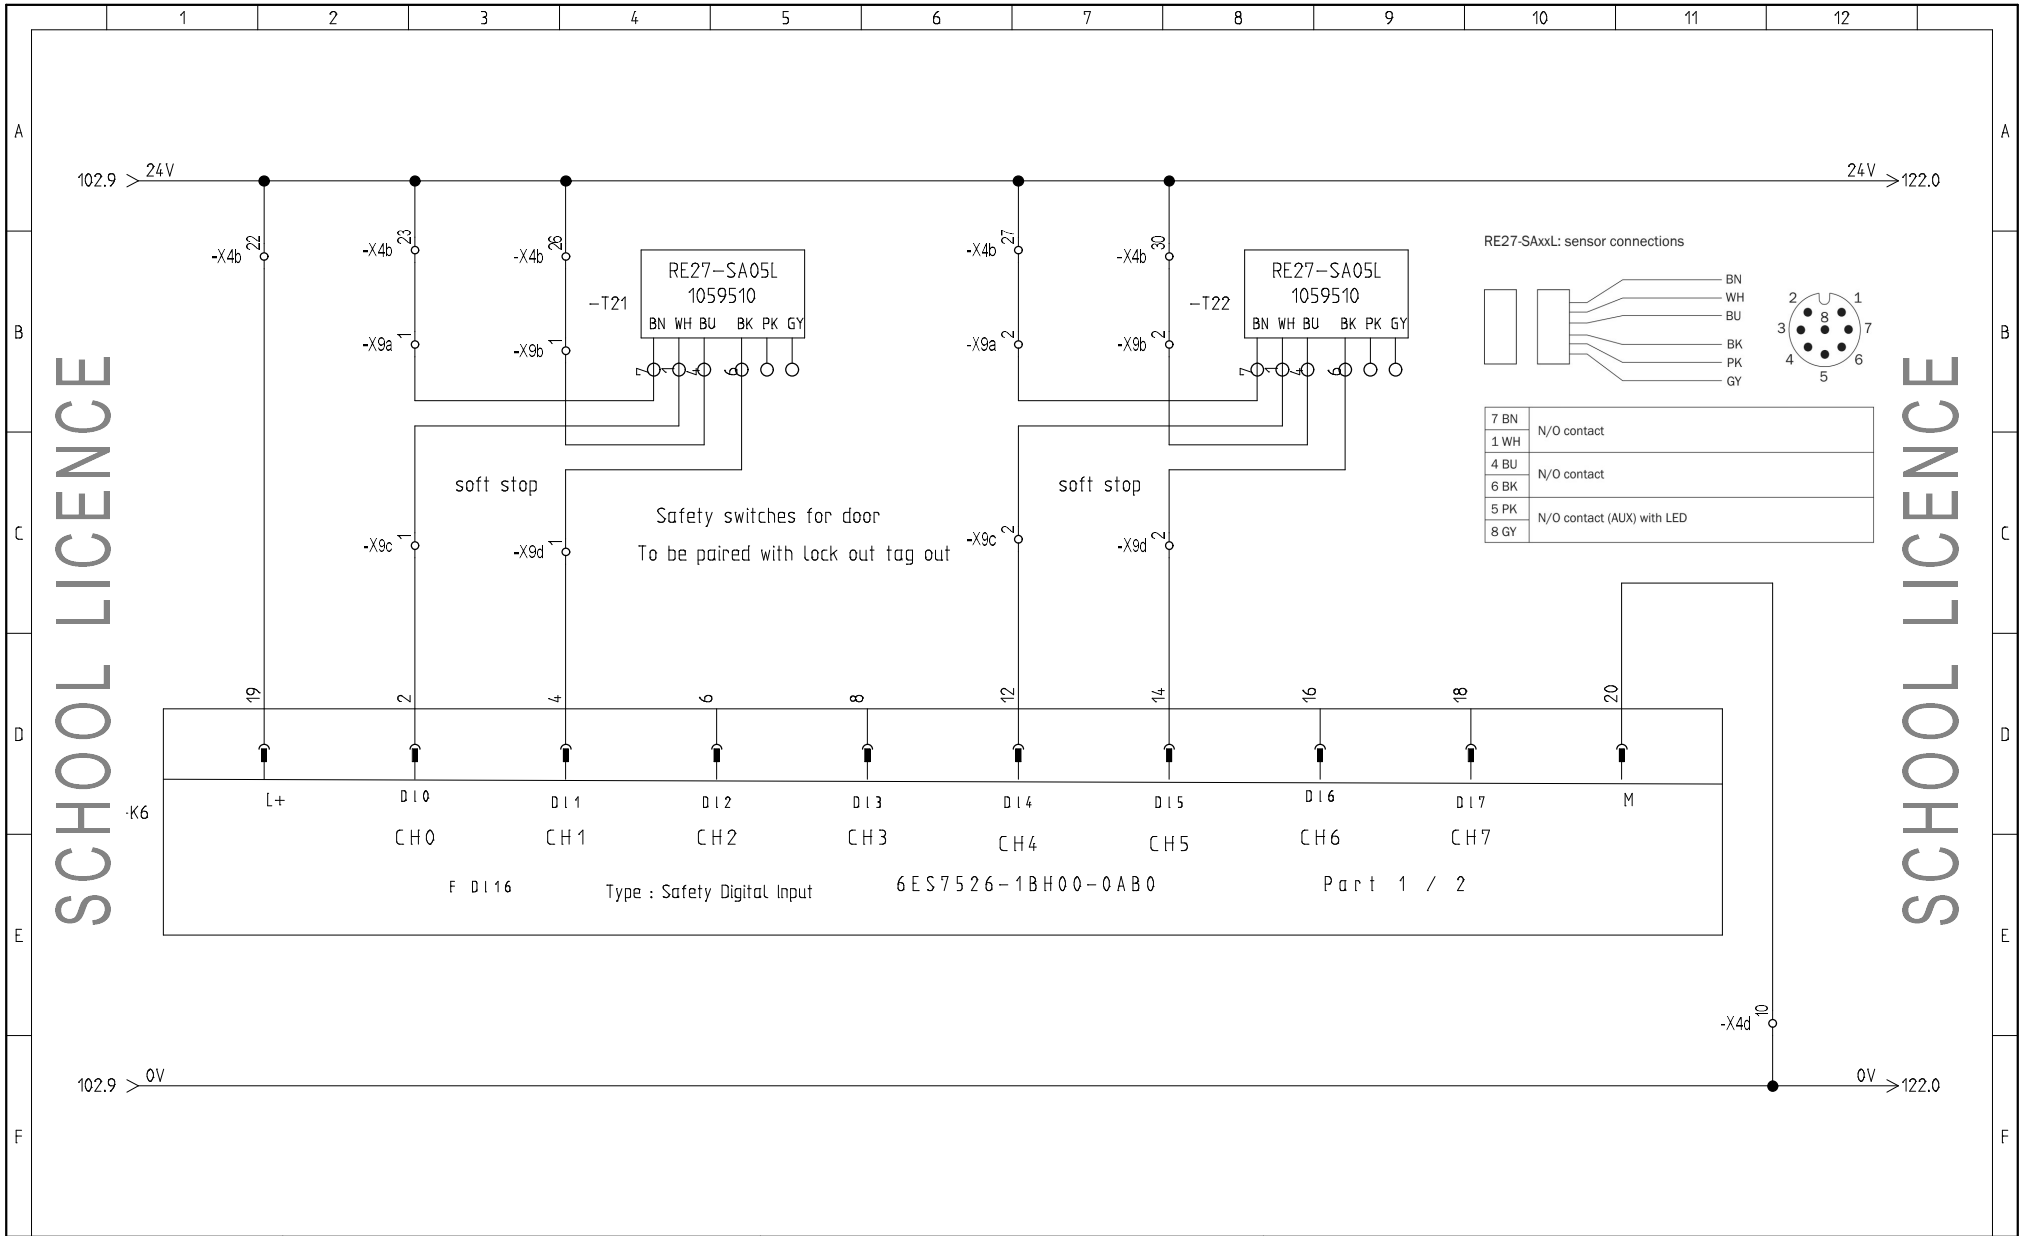 1 2 3 4 5 6 7 8 9 10 11 12
A A
102.9 24V 24V 122.0
-X4b 22 -X4b 23 -X4b 26 -X4b 27 -X4b 30
RE27-SAxxL: sensor connections
-T21 RE27-SA05L
1059510
BN WH BU BK PK GY
-T22 RE27-SA05L
1059510
BN WH BU BK PK GY
BN
WH
BU
BK
PK
GY
2 1
3 8 7
4 6
5
B B
-X9a 1 -X9b 1 -X9a 2 -X9b 2
7 1 4 6 7 1 4 6
7 BN N/O contact
1 WH
4 BU N/O contact
6 BK
5 PK N/O contact (AUX) with LED
8 GY
soft stop soft stop
Safety switches for door
To be paired with lock out tag out
C C
-X9c 1 -X9d 1 -X9c 2 -X9d 2
SCHOOL LICENCE SCHOOL LICENCE
19 2 4 6 8 12 14 16 18 20
D D
-K6 L+ DI0 DI1 DI2 DI3 DI4 DI5 DI6 DI7 M
CH0 CH1 CH2 CH3 CH4 CH5 CH6 CH7
F DI16 Type : Safety Digital Input 6ES7526-1BH00-0AB0 Part 1 / 2
E E
-X4d 10
102.9 0V 0V 122.0
F F